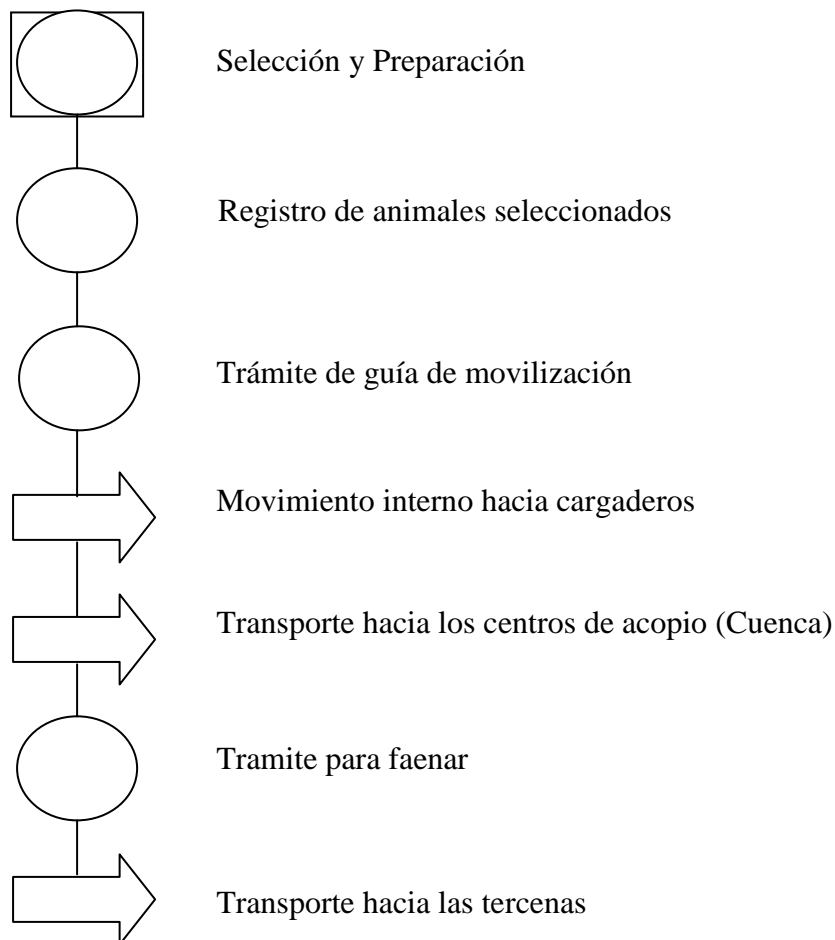 Selección y Preparación
Registro de animales seleccionados
Trámite de guía de movilización
Movimiento interno hacia cargaderos
Transporte hacia los centros de acopio (Cuenca)
Tramite para faenar
Transporte hacia las tercenas